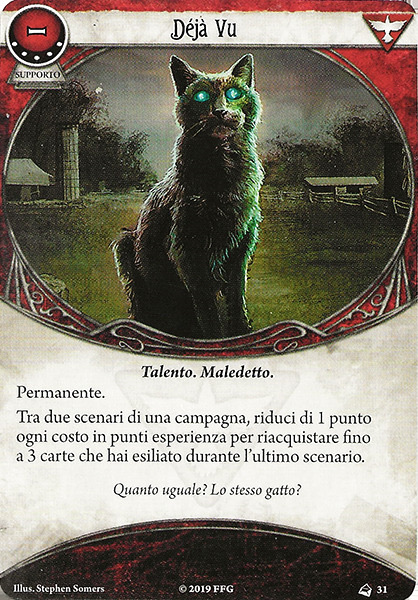 Déjà Vu
SUPPORTO
Talento. Maledetto.
Permanente.
Tra due scenari di una campagna, riduci di 1 punto
ogni costo in punti esperienza per riacquistare fino
a 3 carte che hai esiliato durante l'ultimo scenario.
Quanto uguale? Lo stesso gatto?
Illus. Stephen Somers
© 2019 FFG
31